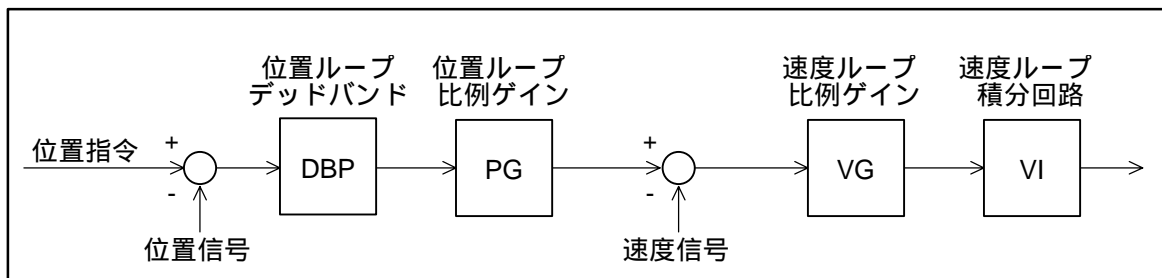 位置ループ
デッドバンド
位置ループ
比例ゲイン
速度ループ
比例ゲイン
速度ループ
積分回路
位置指令
+
-
DBP
PG
+
-
VG
VI
位置信号
速度信号